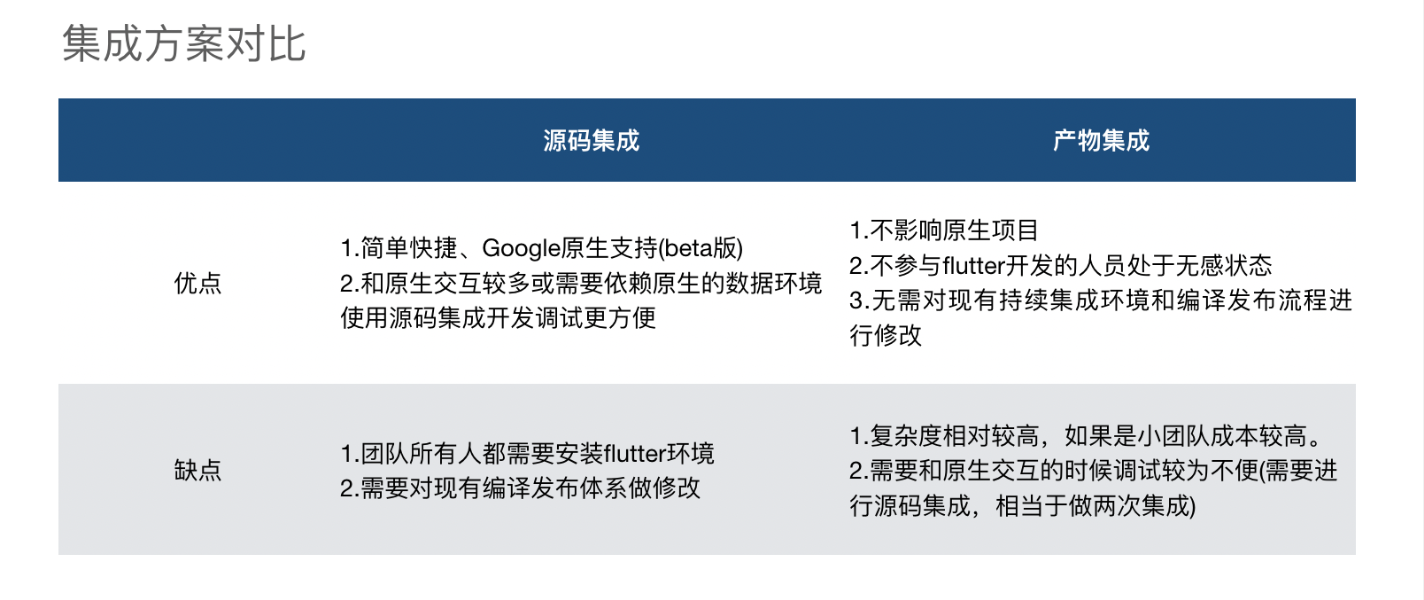 集成方案对比
源码集成
产物集成
优点
1.简单快捷、Google原生支持(beta版)
2.和原生交互较多或需要依赖原生的数据环境
使用源码集成开发调试更方便
1.不影响原生项目
2.不参与flutter开发的人员处于无感状态
3.无需对现有持续集成环境和编译发布流程进
行修改
缺点
1.团队所有人都需要安装flutter环境
2.需要对现有编译发布体系做修改
1.复杂度相对较高，如果是小团队成本较高。
2.需要和原生交互的时候调试较为不便(需要进
行源码集成，相当于做两次集成)